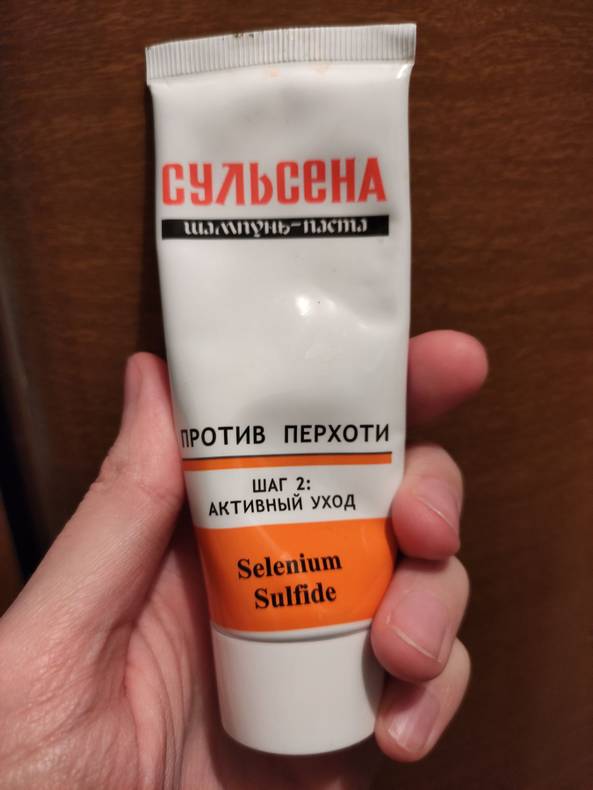 СУЛЬСЕНА
шампунь-паста
ПРОТИВ ПЕРХОТИ
ШАГ 2:
АКТИВНЫЙ УХОД
Selenium
Sulfide